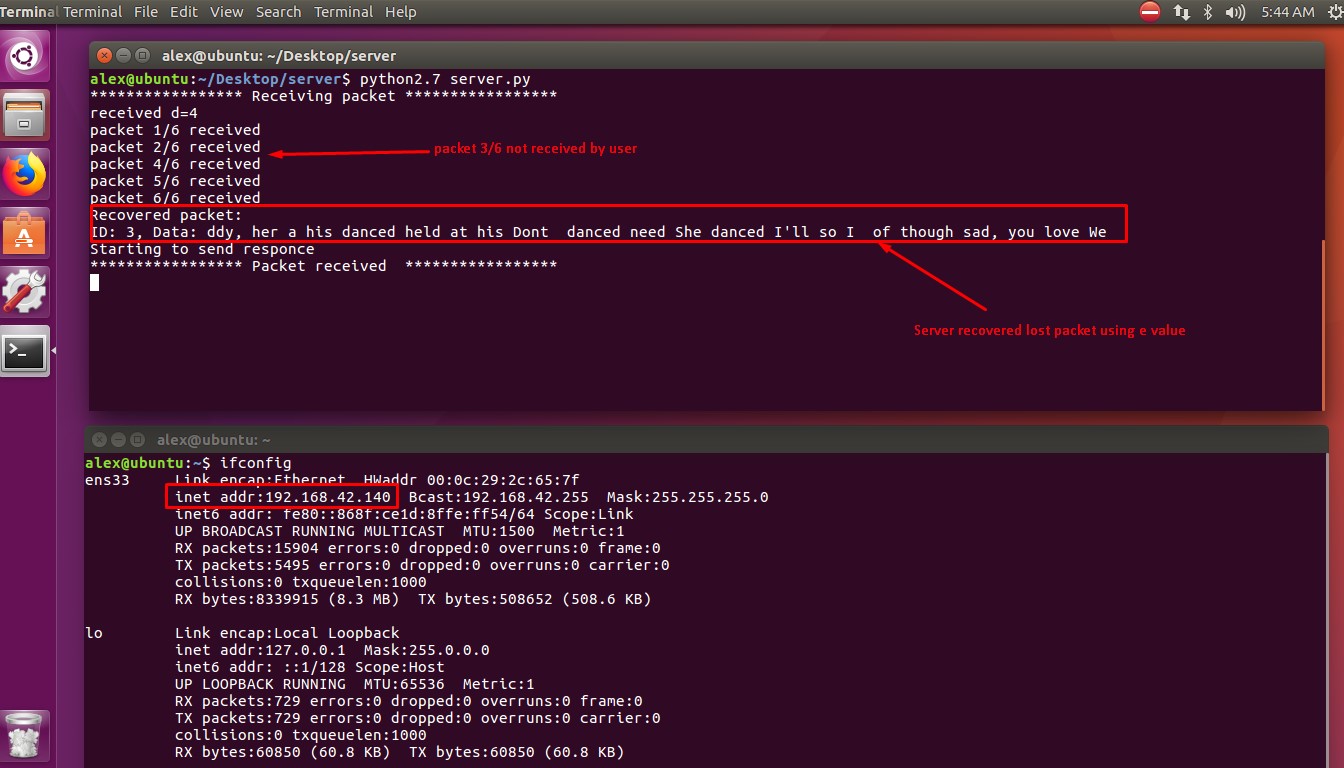 Terminal Terminal File Edit View Search Terminal Help 5:44 AM
alex@ubuntu: ~/Desktop/server
alex@ubuntu:~/Desktop/server$ python2.7 server.py
***************** Receiving packet *****************
received d=4
packet 1/6 received
packet 2/6 received
packet 3/6 not received by user
packet 4/6 received
packet 5/6 received
packet 6/6 received
Recovered packet:
ID: 3, Data: ddy, her a his danced held at his Dont  danced need She danced I'll so I  of though sad, you love We
Starting to send responce
***************** Packet received  *****************
Server recovered lost packet using e value
alex@ubuntu: ~
alex@ubuntu:~$ ifconfig
ens33     Link encap:Ethernet  HWaddr 00:0c:29:2c:65:7f
inet addr:192.168.42.140  Bcast:192.168.42.255  Mask:255.255.255.0
inet6 addr: fe80::868f:ce1d:8ffe:ff54/64 Scope:Link
UP BROADCAST RUNNING MULTICAST  MTU:1500  Metric:1
RX packets:15904 errors:0 dropped:0 overruns:0 frame:0
TX packets:5495 errors:0 dropped:0 overruns:0 carrier:0
collisions:0 txqueuelen:1000
RX bytes:8339915 (8.3 MB)  TX bytes:508652 (508.6 KB)
lo        Link encap:Local Loopback
inet addr:127.0.0.1  Mask:255.0.0.0
inet6 addr: ::1/128 Scope:Host
UP LOOPBACK RUNNING  MTU:65536  Metric:1
RX packets:729 errors:0 dropped:0 overruns:0 frame:0
TX packets:729 errors:0 dropped:0 overruns:0 carrier:0
collisions:0 txqueuelen:1000
RX bytes:60850 (60.8 KB)  TX bytes:60850 (60.8 KB)